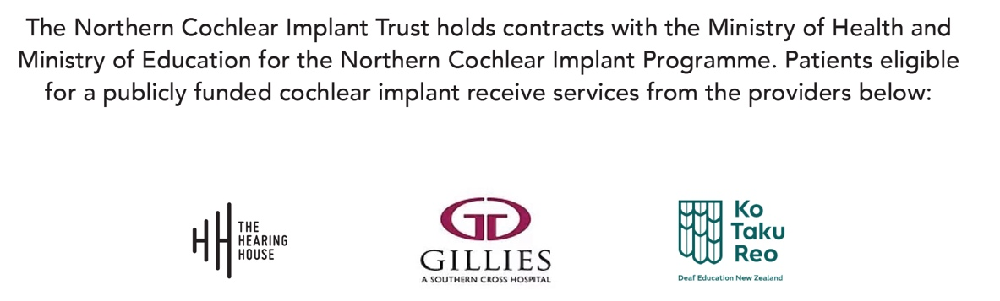 The Northern Cochlear Implant Trust holds contracts with the Ministry of Health and
Ministry of Education for the Northern Cochlear Implant Programme. Patients eligible
for a publicly funded cochlear implant receive services from the providers below:
THE
HEARING
HOUSE
GILLIES
A SOUTHERN CROSS HOSPITAL
Ko
Taku
Reo
Deaf Education New Zealand